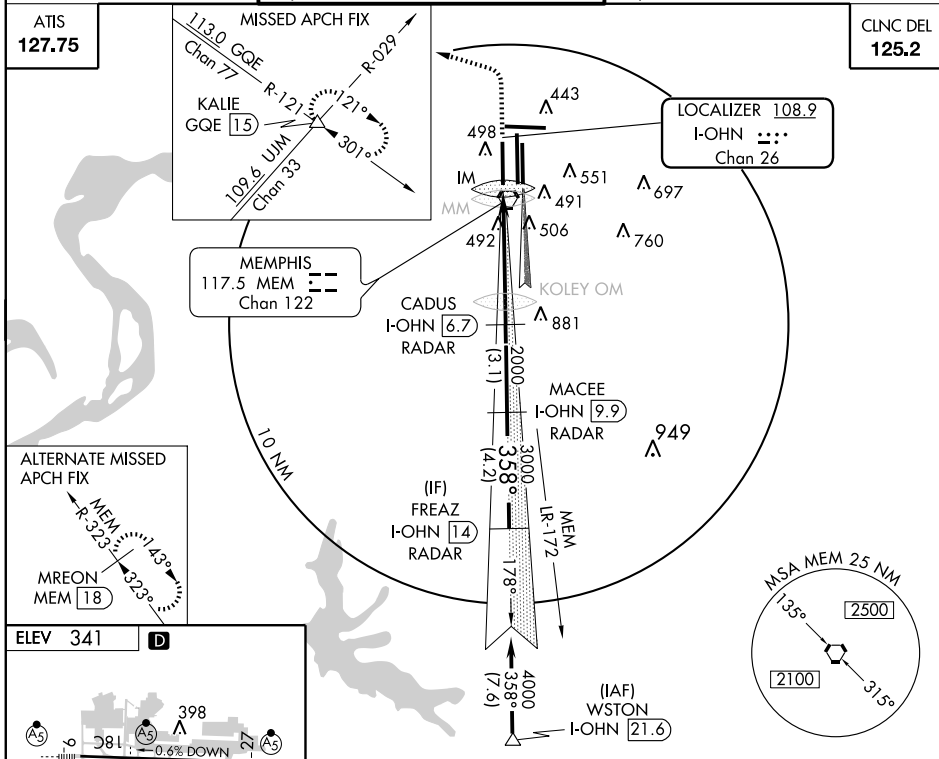 ATIS
127.75
CLNC DEL
125.2
MISSED APCH FIX
113.0 GQE
Chan 77
R-121
R-029
KALIE
GQE 15
121°
301°
109.6 UJM
Chan 33
443
498
LOCALIZER 108.9
I-OHN
Chan 26
IM
MM
551
491
697
492
506
760
MEMPHIS
117.5 MEM
Chan 122
KOLEY OM
CADUS
I-OHN 6.7
RADAR
881
2000
(3.1)
MACEE
I-OHN 9.9
RADAR
949
10 NM
3000
358°
(4.2)
(IF)
FREAZ
I-OHN 14
RADAR
MEM
LR-172
178°
ALTERNATE MISSED
APCH FIX
MEM
R-323
143°
323°
MREON
MEM 18
MSA MEM 25 NM
135°
2500
2100
315°
4000
358°
(7.6)
(IAF)
WSTON
I-OHN 21.6
ELEV 341
D
A5
A5
398
A5
9
18C
0.6% DOWN
27